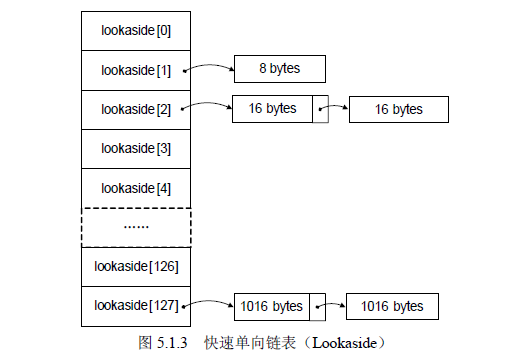 lookaside[0]
lookaside[1]
8 bytes
lookaside[2]
16 bytes
16 bytes
lookaside[3]
lookaside[4]
……
lookaside[126]
lookaside[127]
1016 bytes
1016 bytes
图 5.1.3 快速单向链表（Lookaside）